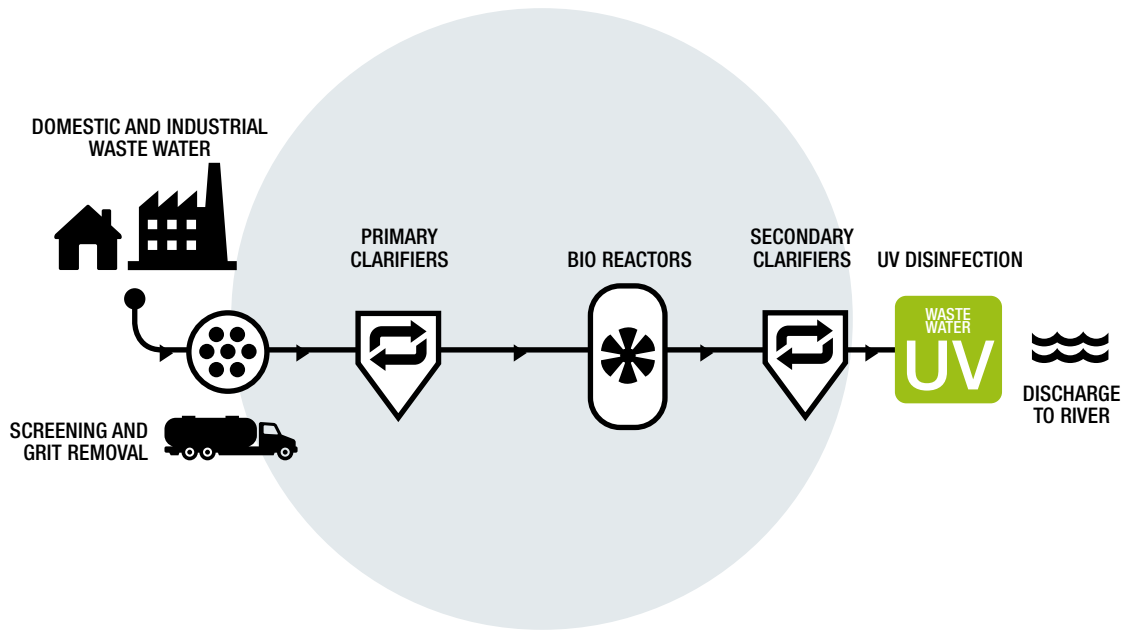 DOMESTIC AND INDUSTRIAL
WASTE WATER
PRIMARY
CLARIFIERS
BIO REACTORS
SECONDARY
CLARIFIERS
UV DISINFECTION
WASTE
WATER
UV
DISCHARGE
TO RIVER
SCREENING AND
GRIT REMOVAL